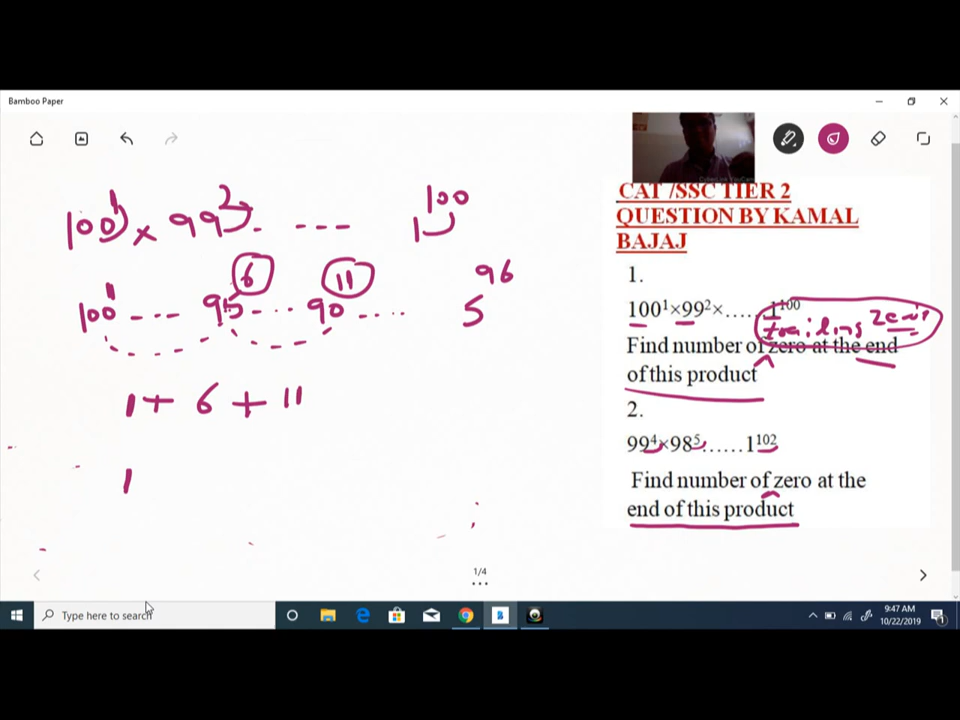 Bamboo Paper
100¹ × 99² . --- 1¹⁰⁰
100¹ --- 95⁶ ... 90¹¹ .... 5⁹⁶
1 + 6 + 11
1
CAT /SSC TIER 2
QUESTION BY KAMAL
BAJAJ
1.
100¹×99²×…..1¹⁰⁰
trailing Zeros
Find number of zero at the end
of this product
2.
99⁴×98⁵……1¹⁰²
Find number of zero at the
end of this product
1/4
Type here to search
9:47 AM
10/22/2019